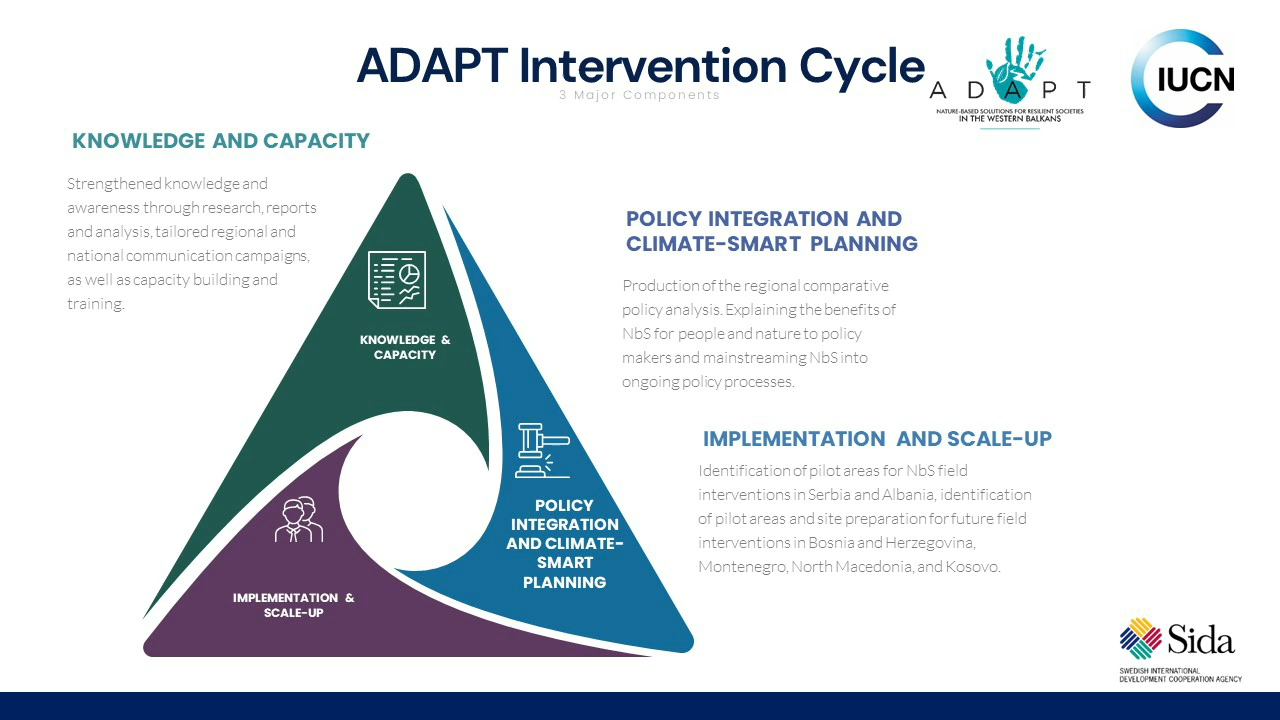 ADAPT Intervention Cycle
3 Major Components
ADAPT
NATURE-BASED SOLUTIONS FOR RESILIENT SOCIETIES
IN THE WESTERN BALKANS
IUCN
KNOWLEDGE AND CAPACITY
Strengthened knowledge and
awareness through research, reports
and analysis, tailored regional and
national communication campaigns,
as well as capacity building and
training.
KNOWLEDGE &
CAPACITY
POLICY INTEGRATION AND
CLIMATE-SMART PLANNING
Production of the regional comparative
policy analysis. Explaining the benefits of
NbS for people and nature to policy
makers and mainstreaming NbS into
ongoing policy processes.
IMPLEMENTATION AND SCALE-UP
Identification of pilot areas for NbS field
interventions in Serbia and Albania, identification
of pilot areas and site preparation for future field
interventions in Bosnia and Herzegovina,
Montenegro, North Macedonia, and Kosovo.
POLICY
INTEGRATION
AND CLIMATE-
SMART
PLANNING
IMPLEMENTATION &
SCALE-UP
Sida
SWEDISH INTERNATIONAL
DEVELOPMENT COOPERATION AGENCY